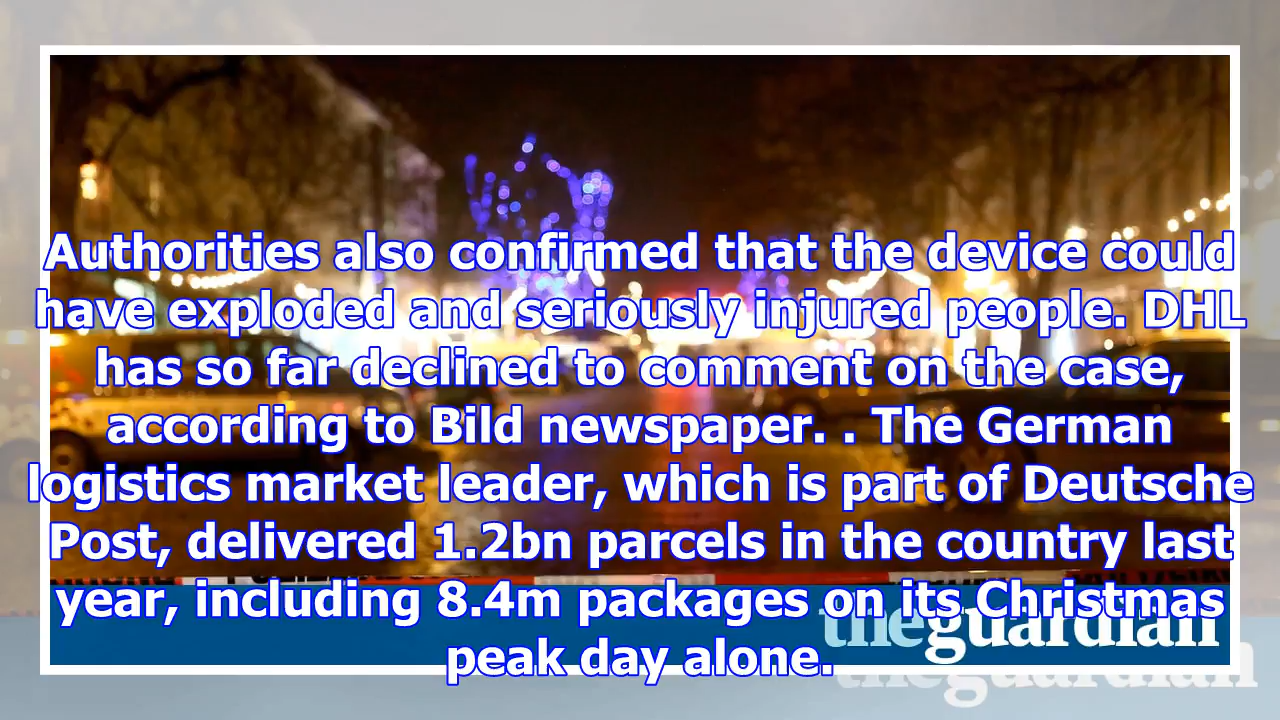 Authorities also confirmed that the device could
have exploded and seriously injured people. DHL
has so far declined to comment on the case,
according to Bild newspaper. . The German
logistics market leader, which is part of Deutsche
Post, delivered 1.2bn parcels in the country last
year, including 8.4m packages on its Christmas
peak day alone.
theguardian
theguardian